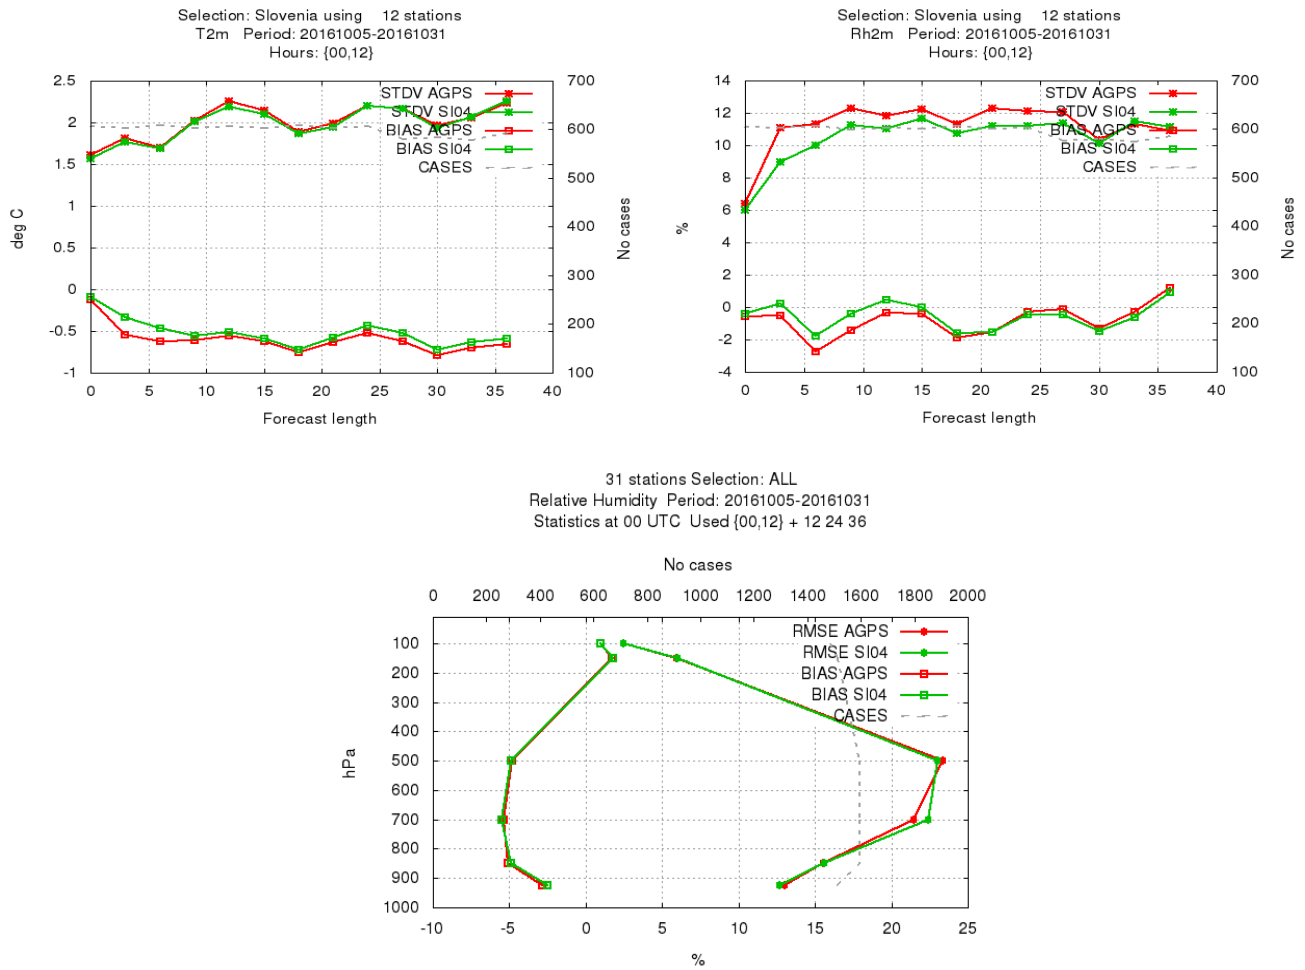 Selection: Slovenia using 12 stations
T2m Period: 20161005-20161031
Hours: {00,12}
2.5
2
1.5
1
0.5
0
-0.5
-1
700
600
500
400
300
200
100
0 5 10 15 20 25 30 35 40
deg C
No cases
Forecast length
STDV AGPS
STDV SI04
BIAS AGPS
BIAS SI04
CASES
Selection: Slovenia using 12 stations
Rh2m Period: 20161005-20161031
Hours: {00,12}
14
12
10
8
6
4
2
0
-2
-4
700
600
500
400
300
200
100
0 5 10 15 20 25 30 35 40
%
No cases
Forecast length
STDV AGPS
STDV SI04
BIAS AGPS
BIAS SI04
CASES
31 stations Selection: ALL
Relative Humidity Period: 20161005-20161031
Statistics at 00 UTC Used {00,12} + 12 24 36
No cases
0 200 400 600 800 1000 1200 1400 1600 1800 2000
100
200
300
400
500
600
700
800
900
1000
hPa
RMSE AGPS
RMSE SI04
BIAS AGPS
BIAS SI04
CASES
-10 -5 0 5 10 15 20 25
%